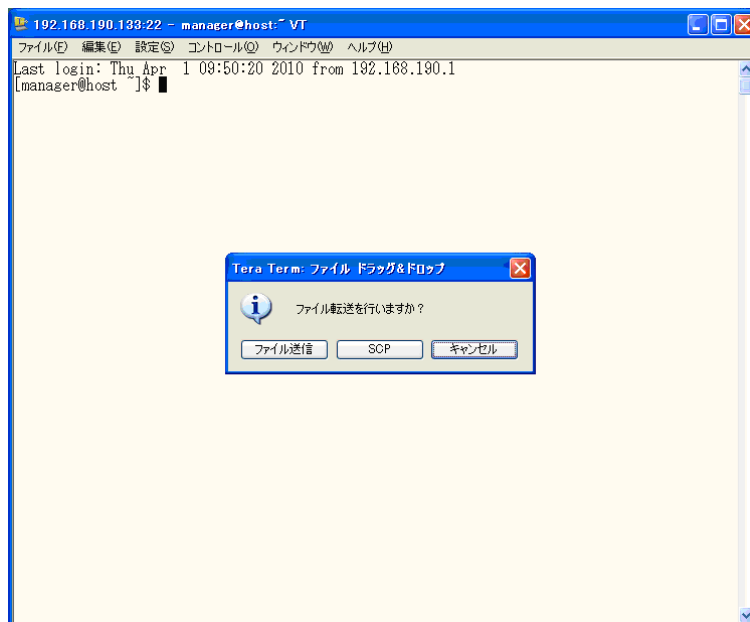 192.168.190.133:22 - manager@host:~ VT
ファイル(F) 編集(E) 設定(S) コントロール(O) ウィンドウ(W) ヘルプ(H)
Last login: Thu Apr  1 09:50:20 2010 from 192.168.190.1
[manager@host ~]$
Tera Term: ファイル ドラッグ&ドロップ
ファイル転送を行いますか?
ファイル送信 SCP キャンセル